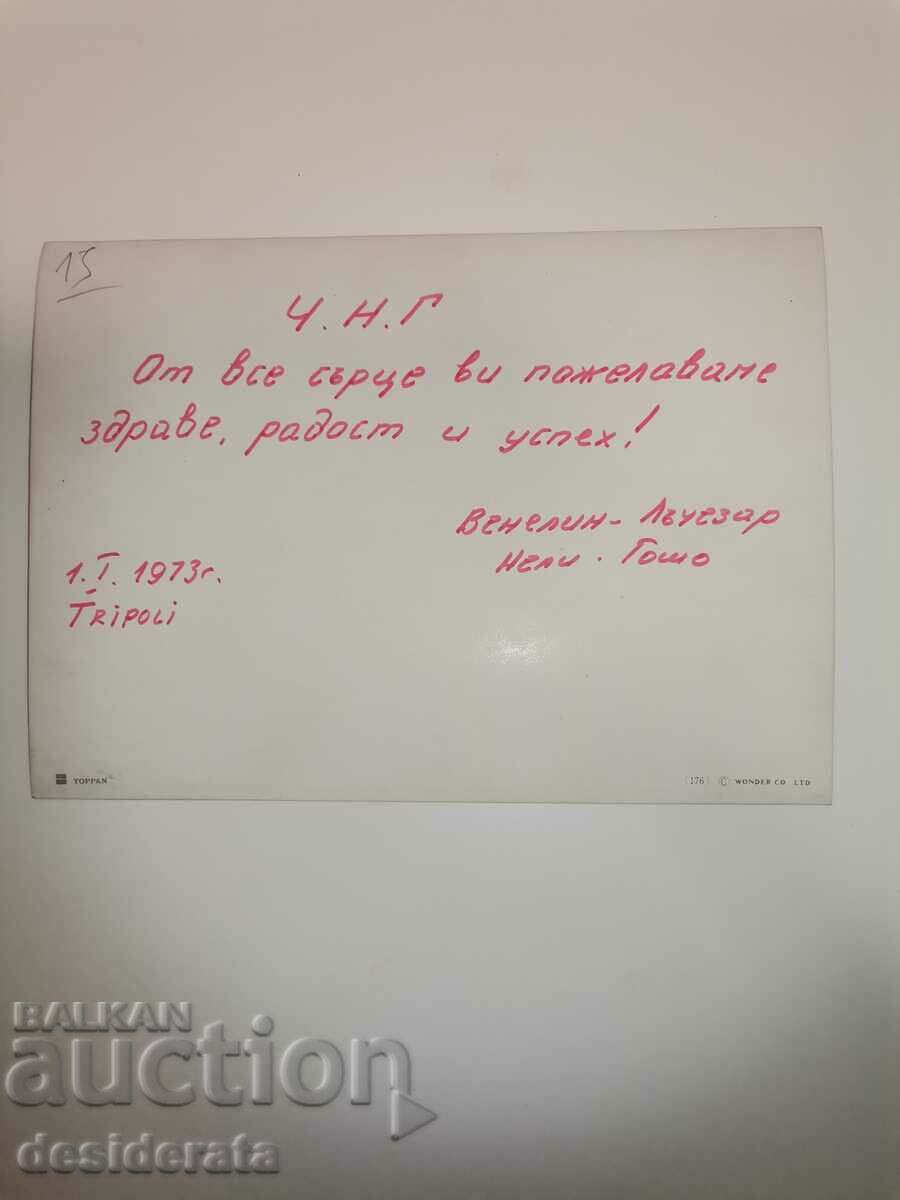 15
Ч.Н.Г
От все сърце ви пожелаваме
здраве, радост и успех!
Венелин - Лъчезар
Нели · Гошо
1.I.1973г.
Tripoli
TOPPAN
(176) © WONDER CO. LTD
BALKAN
auction
desiderata